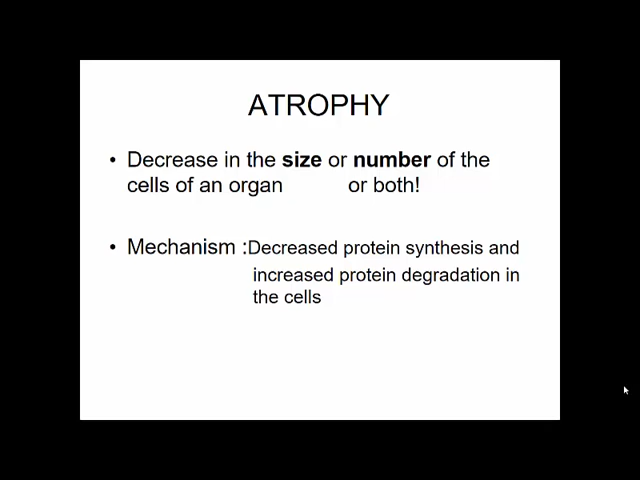 ATROPHY
• Decrease in the size or number of the
cells of an organ or both!
• Mechanism :Decreased protein synthesis and
increased protein degradation in
the cells